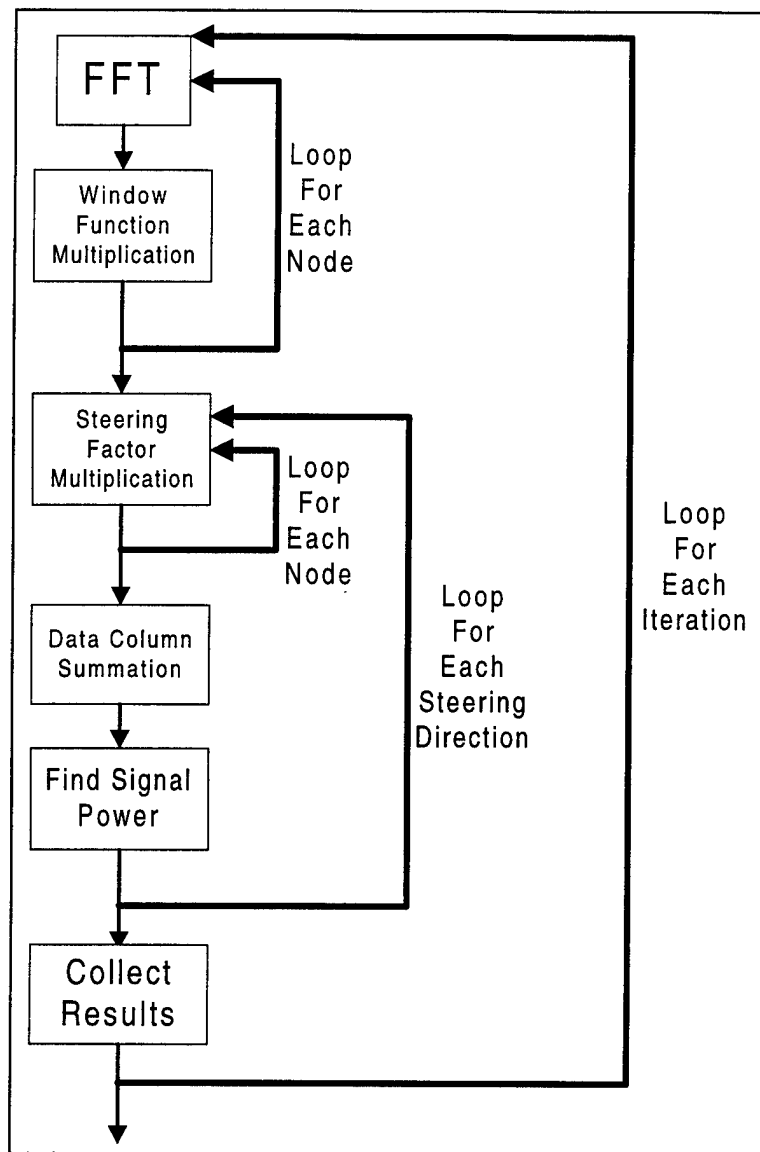 FFT
Loop
For
Each
Node
Window
Function
Multiplication
Steering
Factor
Multiplication
Loop
For
Each
Node
Loop
For
Each
Iteration
Loop
For
Each
Steering
Direction
Data Column
Summation
Find Signal
Power
Collect
Results